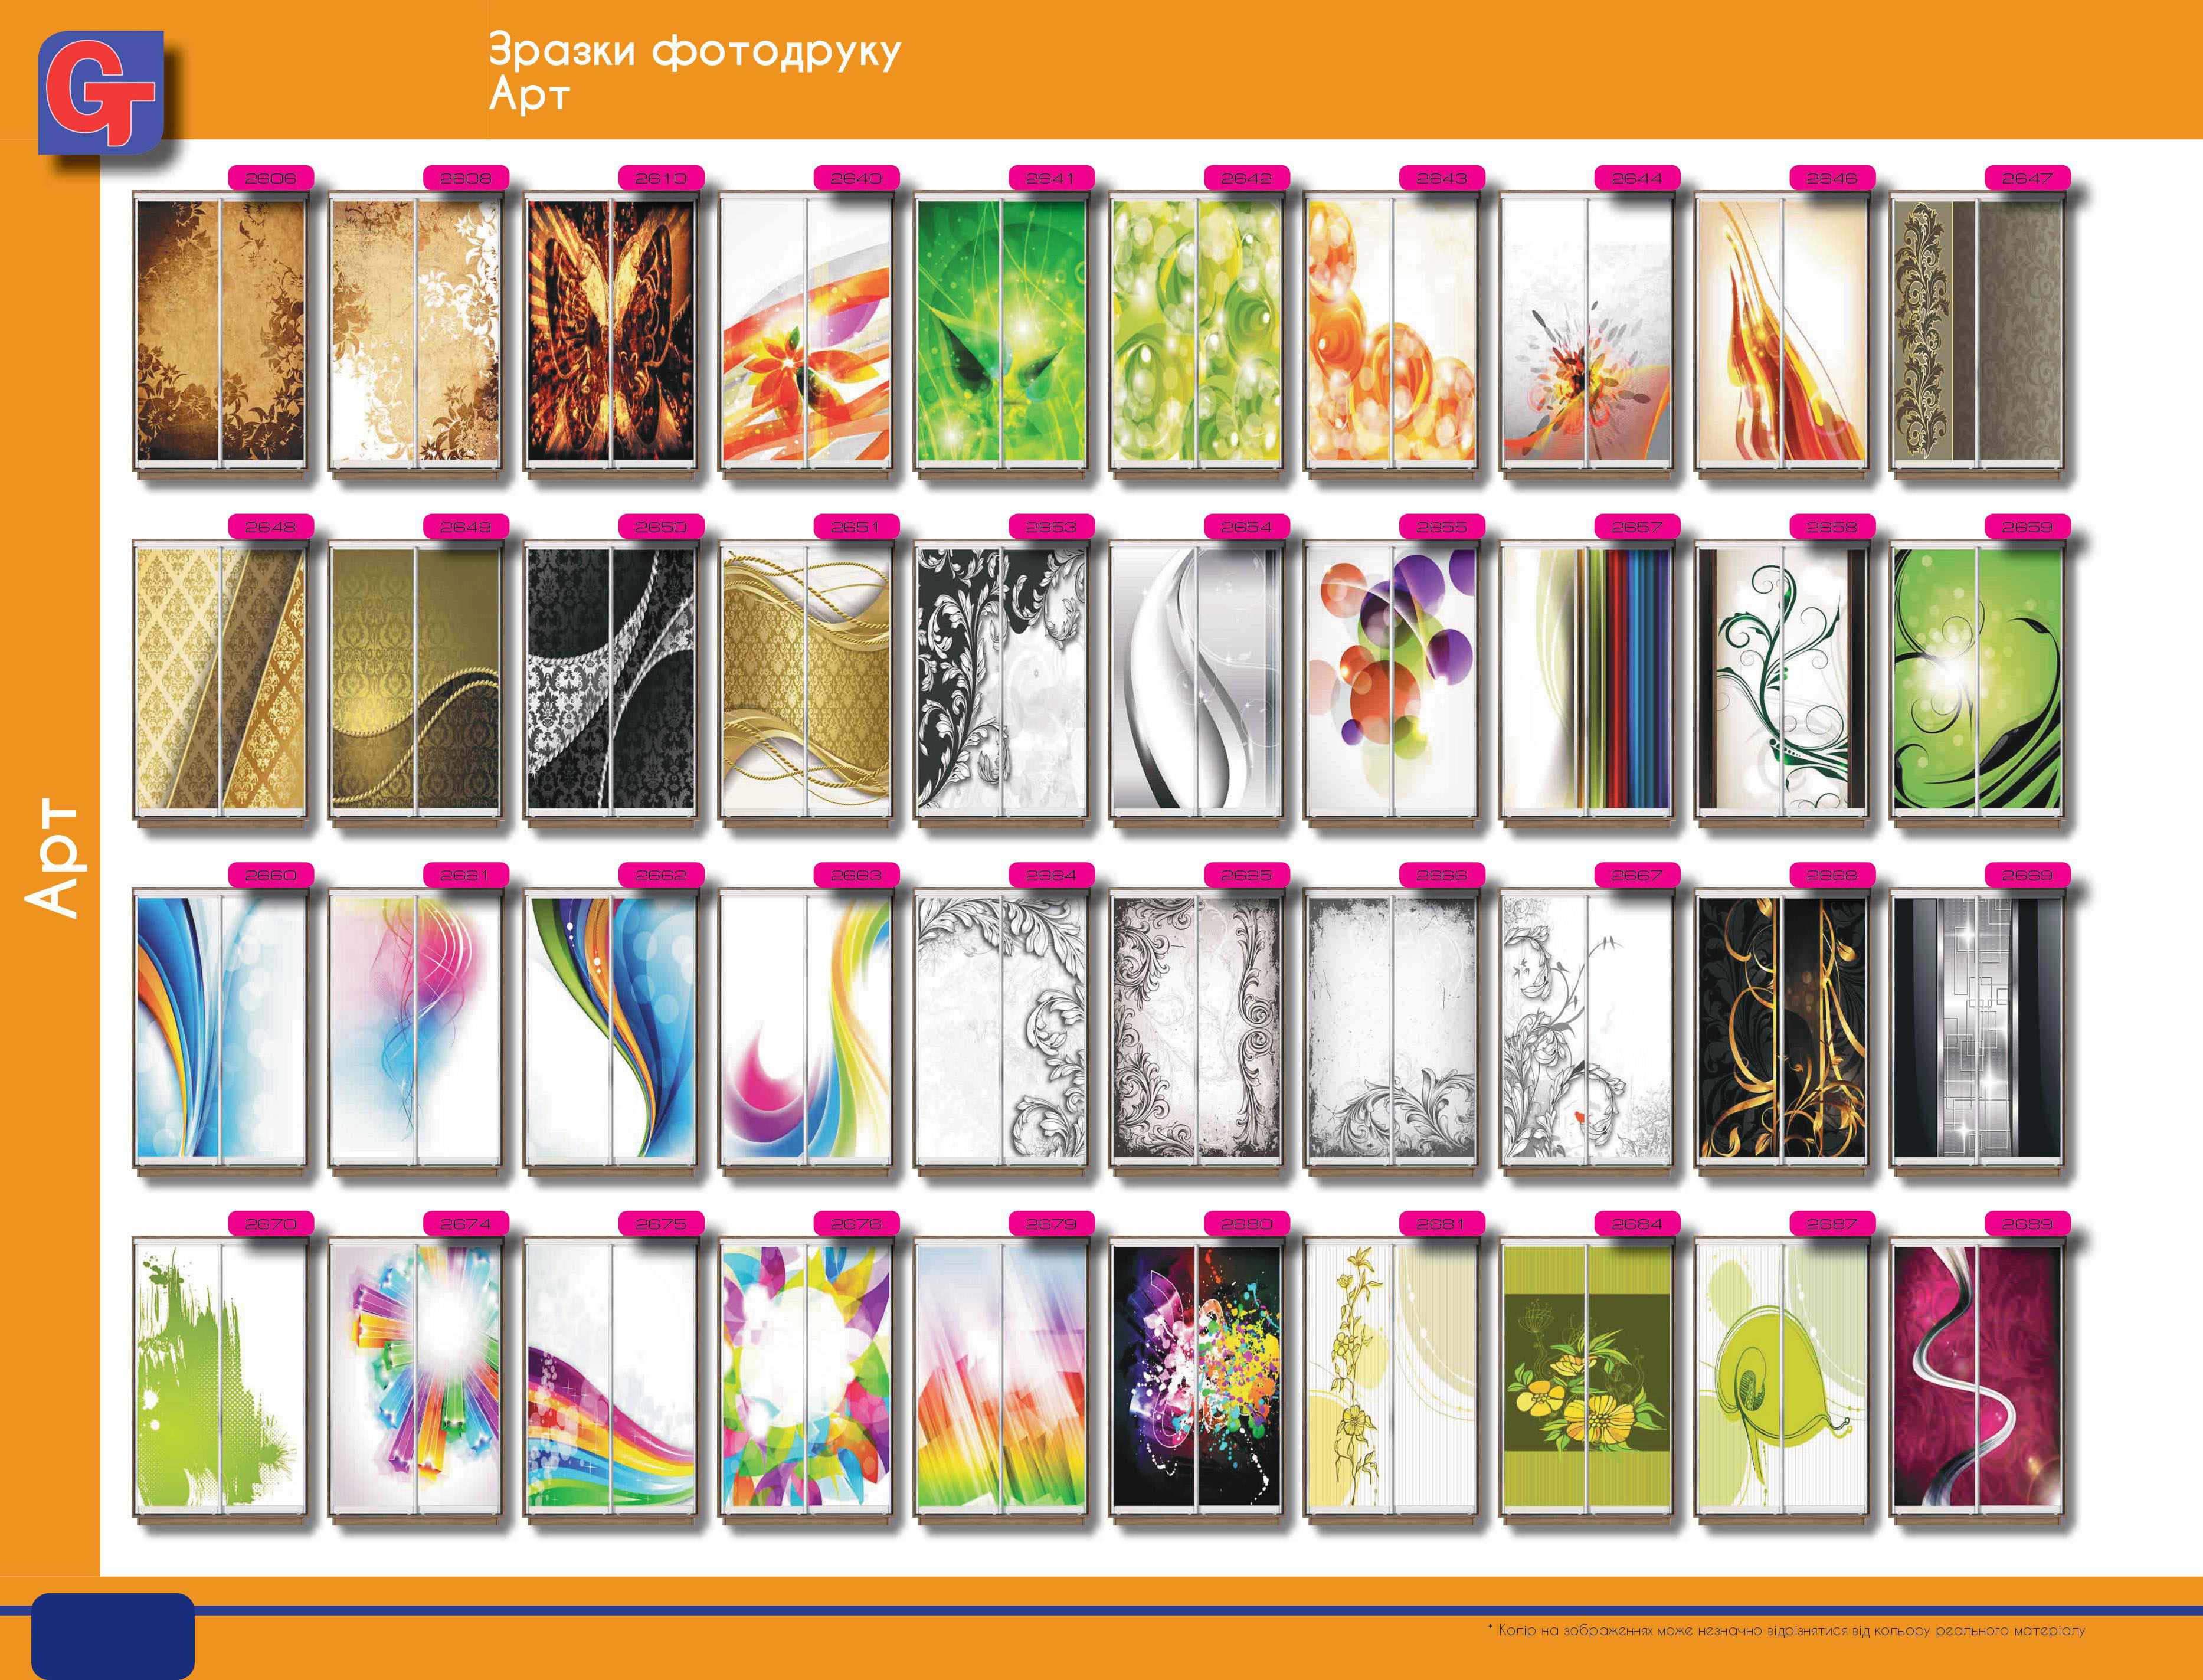 GT
Зразки фотодруку
Арт
2606 2608 2610 2640 2641 2642 2643 2644 2646 2647
2648 2649 2650 2651 2653 2654 2655 2657 2658 2659
Арт
2660 2661 2662 2663 2664 2665 2666 2667 2668 2669
2670 2674 2675 2676 2679 2680 2681 2684 2687 2689
* Колір на зображеннях може незначно відрізнятися від кольору реального матеріалу